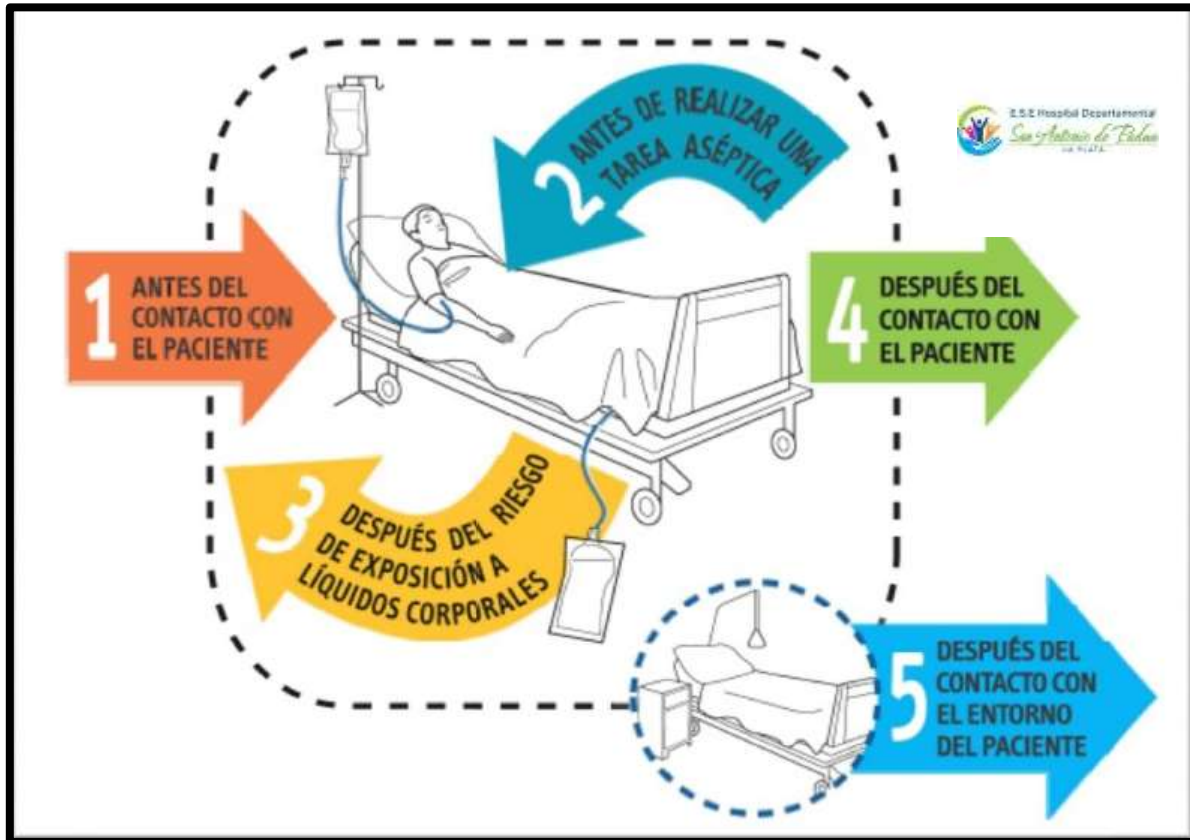 1
ANTES DEL
CONTACTO CON
EL PACIENTE
2
ANTES DE REALIZAR UNA
TAREA ASÉPTICA
3
DESPUÉS DEL RIESGO
DE EXPOSICIÓN A
LÍQUIDOS CORPORALES
4
DESPUÉS DEL
CONTACTO CON
EL PACIENTE
5
DESPUÉS DEL
CONTACTO CON
EL ENTORNO
DEL PACIENTE
E.S.E Hospital Departamental
San Antonio de Padua
LA PLATA